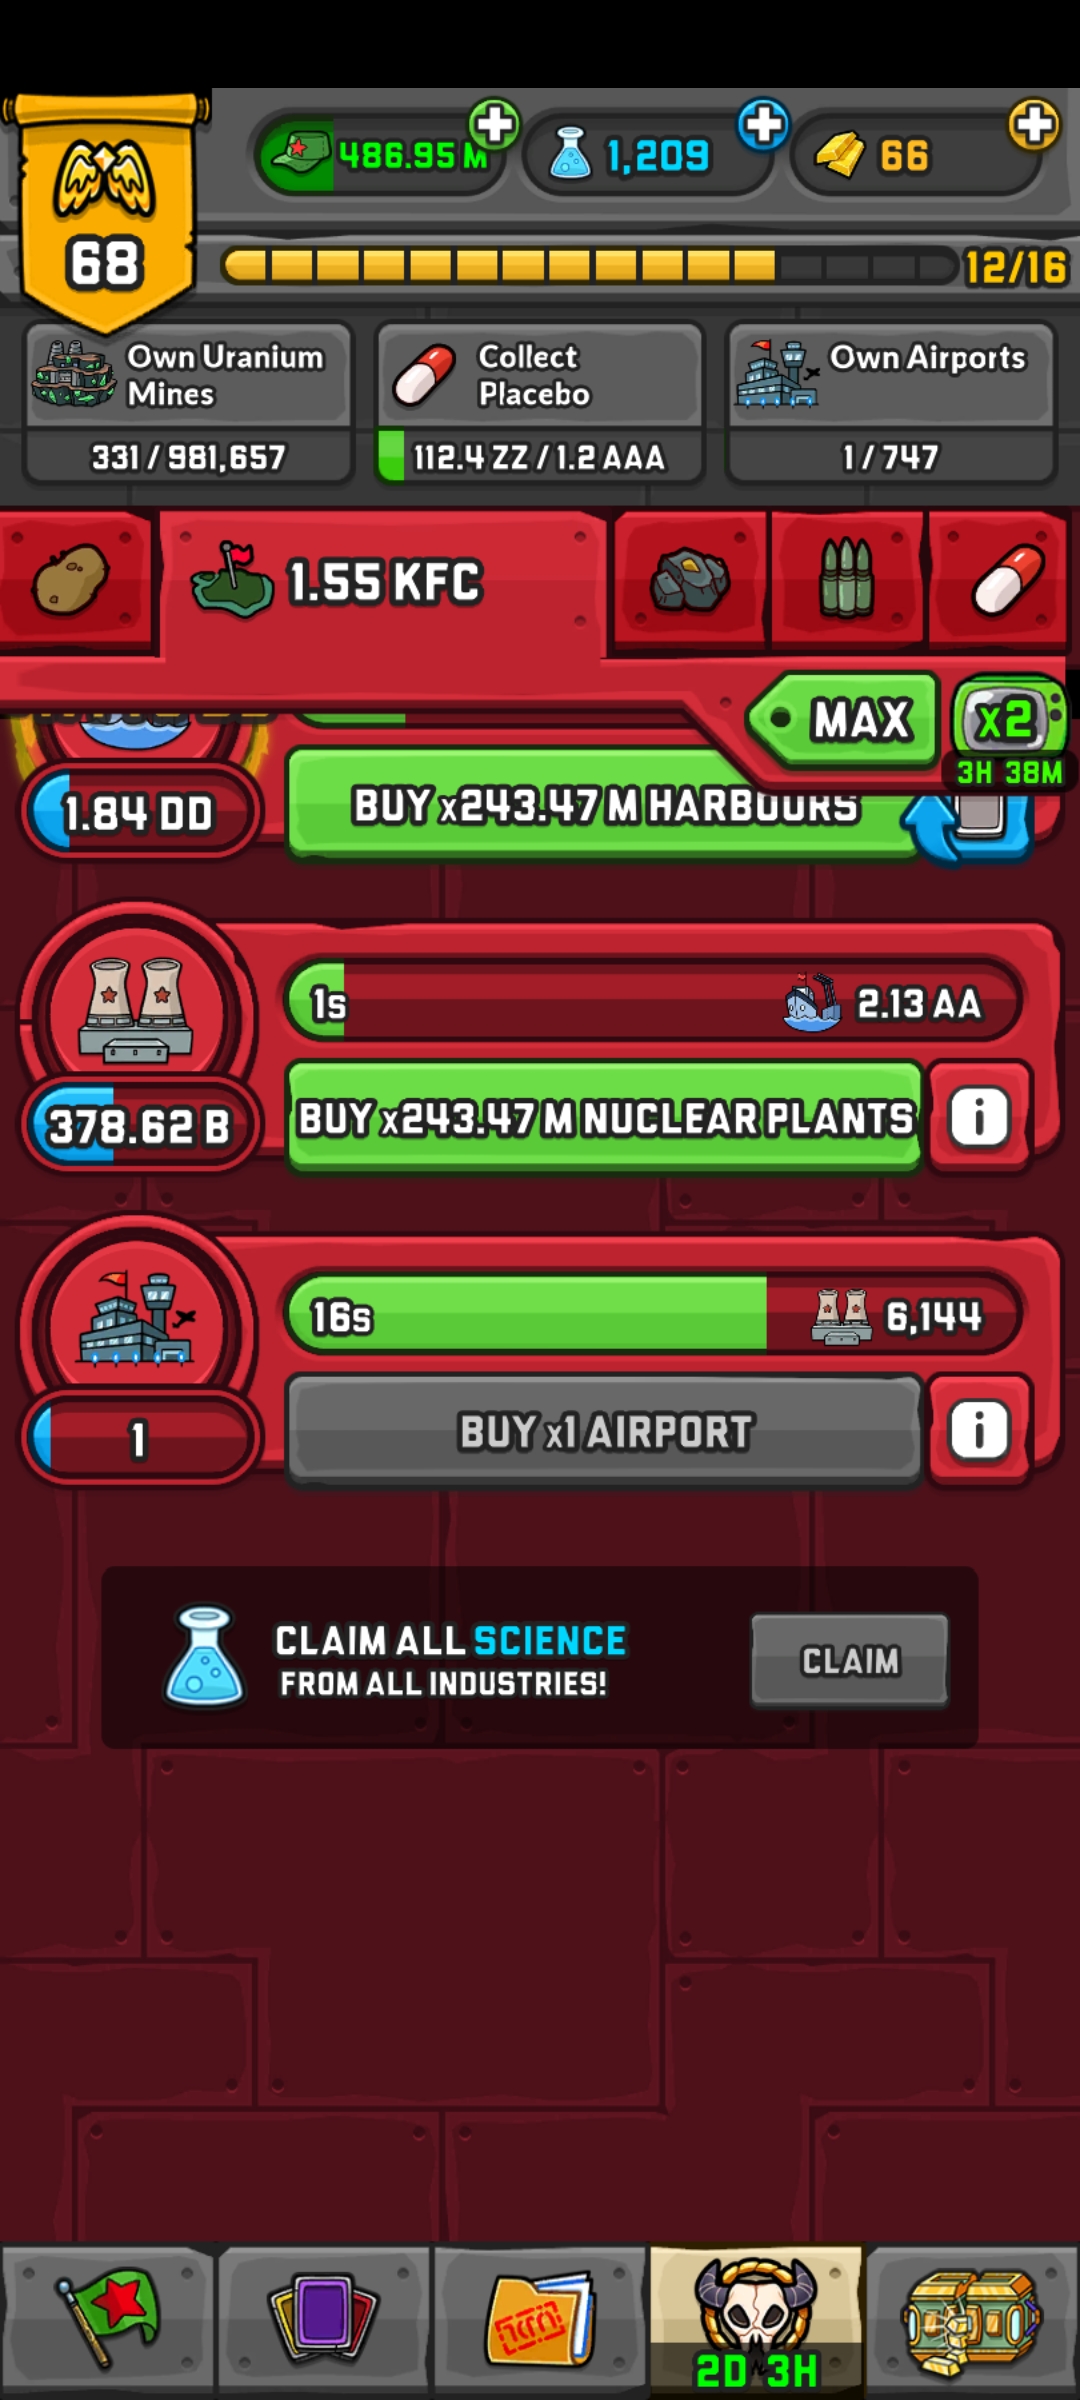 486.95 M
1,209
66
68
12/16
Own Uranium
Mines
331 / 981,657
Collect
Placebo
112.4 ZZ / 1.2 AAA
Own Airports
1 / 747
1.55 KFC
MAX
x2
3H 38M
1.84 DD
BUY x243.47 M HARBOURS
1s
2.13 AA
378.62 B
BUY x243.47 M NUCLEAR PLANTS
i
16s
6,144
1
BUY x1 AIRPORT
i
CLAIM ALL SCIENCE
FROM ALL INDUSTRIES!
CLAIM
2D 3H